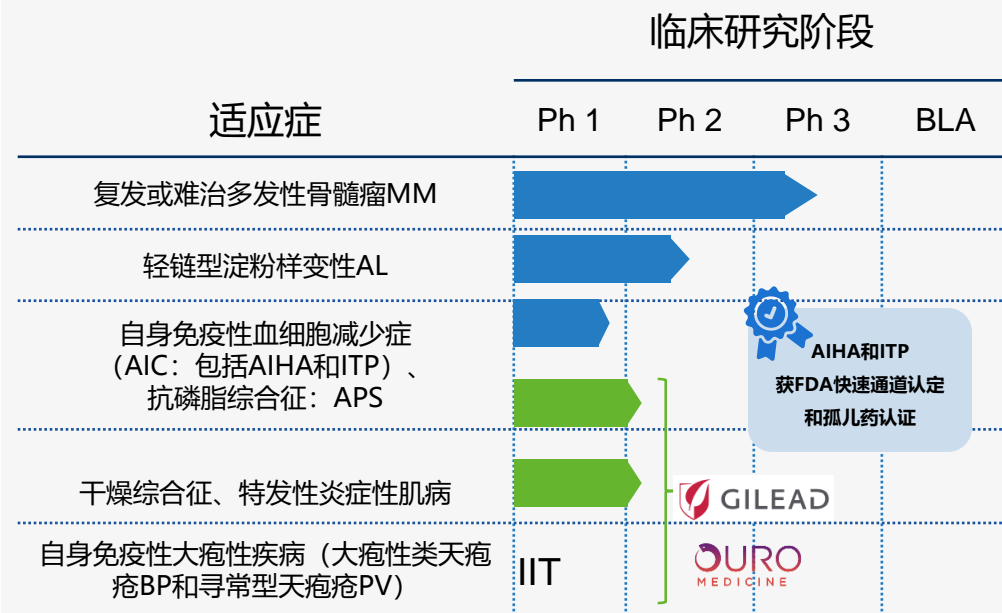 临床研究阶段
适应症
Ph 1
Ph 2
Ph 3
BLA
复发或难治多发性骨髓瘤MM
轻链型淀粉样变性AL
自身免疫性血细胞减少症
（AIC：包括AIHA和ITP）、
抗磷脂综合征：APS
AIHA和ITP
获FDA快速通道认定
和孤儿药认证
干燥综合征、特发性炎症性肌病
GILEAD
自身免疫性大疱性疾病（大疱性类天疱
疮BP和寻常型天疱疮PV）
IIT
OURO
MEDICINE